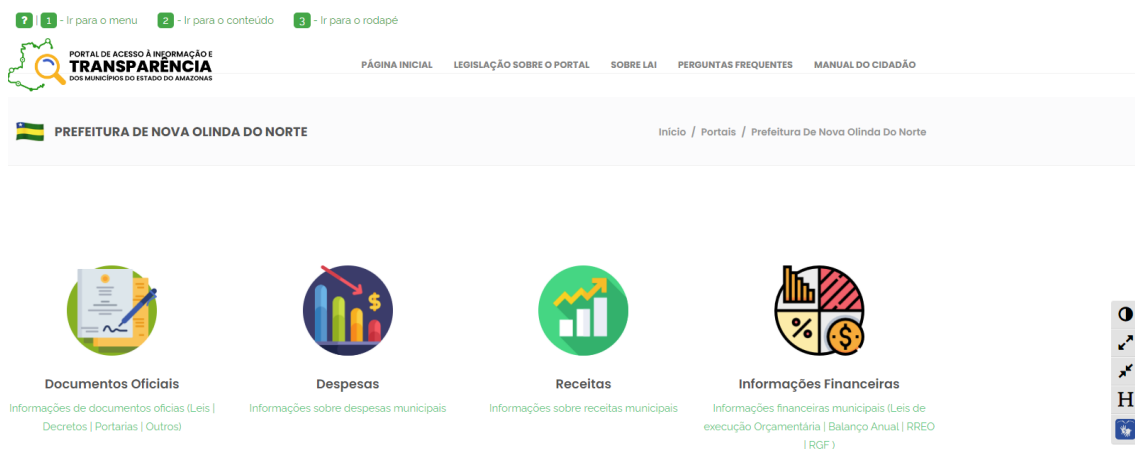 ? | 1 - Ir para o menu 2 - Ir para o conteúdo 3 - Ir para o rodapé
PORTAL DE ACESSO À INFORMAÇÃO E
TRANSPARÊNCIA
DOS MUNICÍPIOS DO ESTADO DO AMAZONAS
PÁGINA INICIAL LEGISLAÇÃO SOBRE O PORTAL SOBRE LAI PERGUNTAS FREQUENTES MANUAL DO CIDADÃO
PREFEITURA DE NOVA OLINDA DO NORTE
Início / Portais / Prefeitura De Nova Olinda Do Norte
$
%
$
H
Documentos Oficiais
Informações de documentos oficias (Leis |
Decretos | Portarias | Outros)
Despesas
Informações sobre despesas municipais
Receitas
Informações sobre receitas municipais
Informações Financeiras
Informações financeiras municipais (Leis de
execução Orçamentária | Balanço Anual | RREO
| RGF )